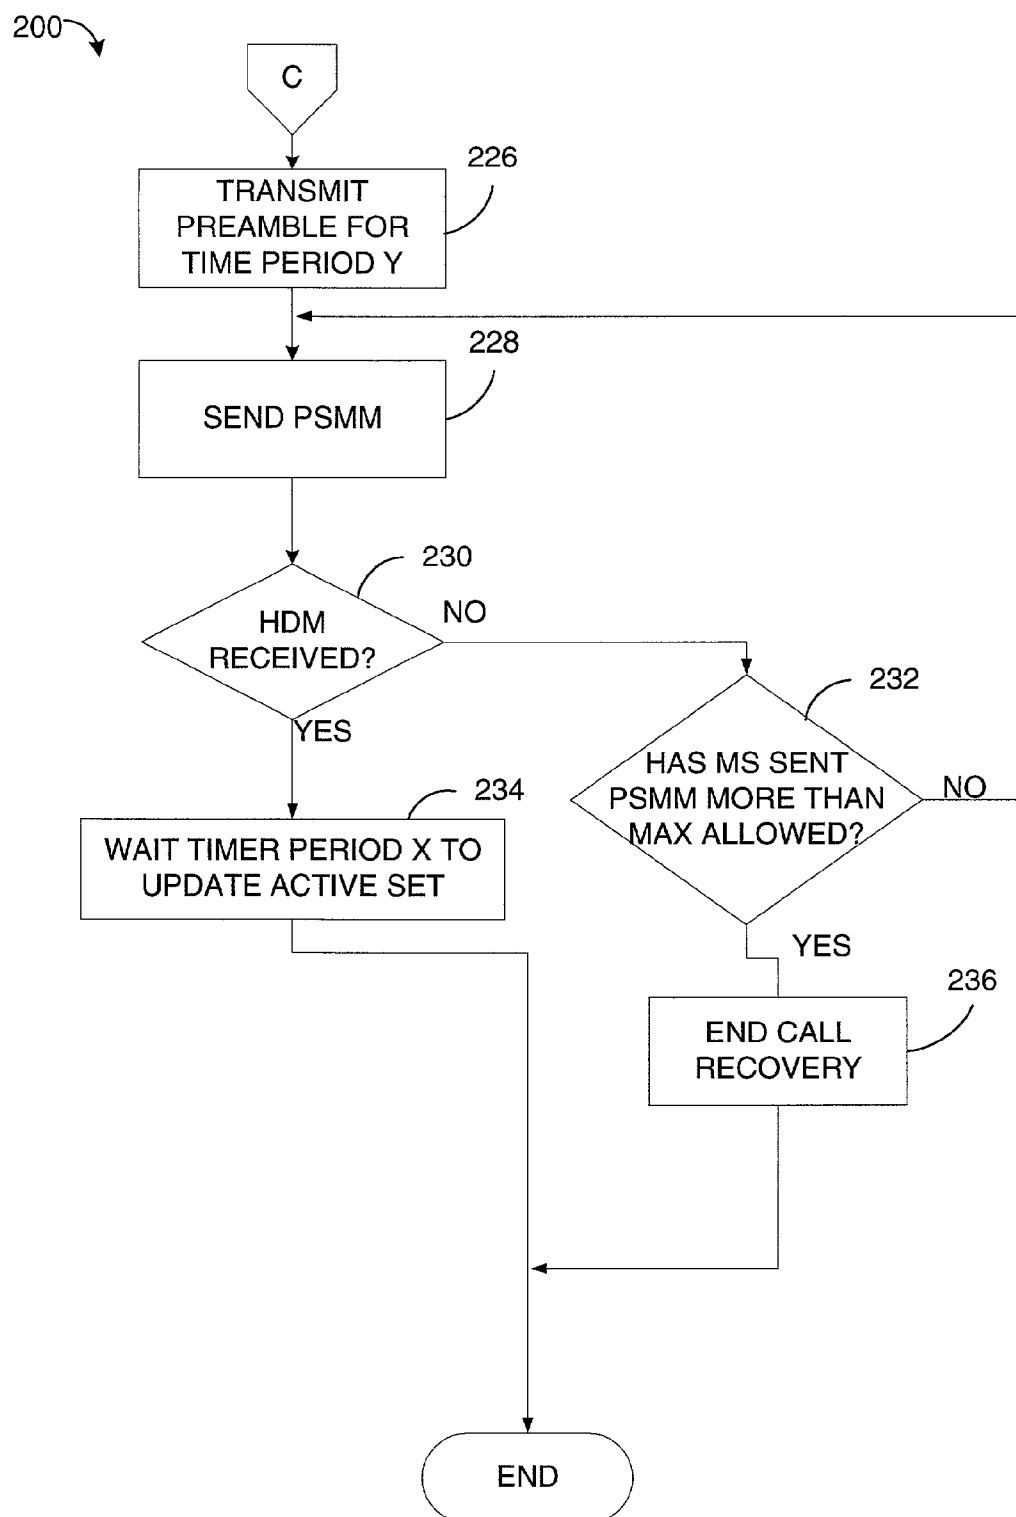 200
C
226
TRANSMIT
PREAMBLE FOR
TIME PERIOD Y
228
SEND PSMM
230
HDM
RECEIVED?
NO
YES
232
HAS MS SENT
PSMM MORE THAN
MAX ALLOWED?
NO
234
WAIT TIMER PERIOD X TO
UPDATE ACTIVE SET
YES
236
END CALL
RECOVERY
END